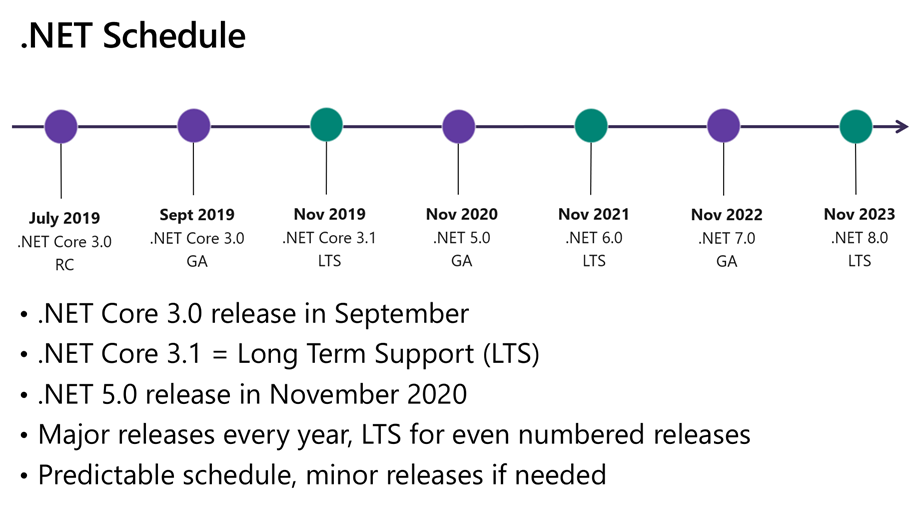 .NET Schedule
July 2019
.NET Core 3.0
RC
Sept 2019
.NET Core 3.0
GA
Nov 2019
.NET Core 3.1
LTS
Nov 2020
.NET 5.0
GA
Nov 2021
.NET 6.0
LTS
Nov 2022
.NET 7.0
GA
Nov 2023
.NET 8.0
LTS
• .NET Core 3.0 release in September
• .NET Core 3.1 = Long Term Support (LTS)
• .NET 5.0 release in November 2020
• Major releases every year, LTS for even numbered releases
• Predictable schedule, minor releases if needed